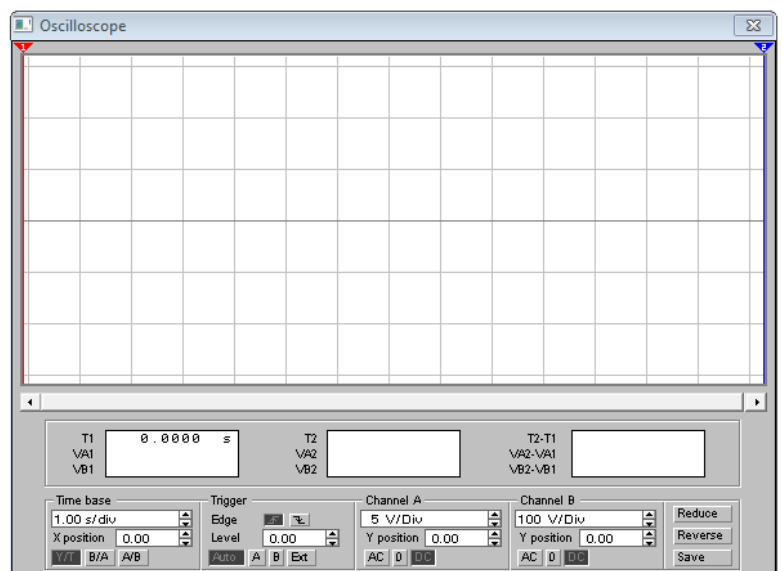 Oscilloscope
1 2
T1 0.0000 s T2 T2-T1
VA1 VA2 VA2-VA1
VB1 VB2 VB2-VB1
Time base Trigger Channel A Channel B
1.00 s/div Edge 5 V/Div 100 V/Div Reduce
X position 0.00 Level 0.00 Y position 0.00 Y position 0.00 Reverse
Y/T B/A A/B Auto A B Ext AC 0 DC AC 0 DC Save